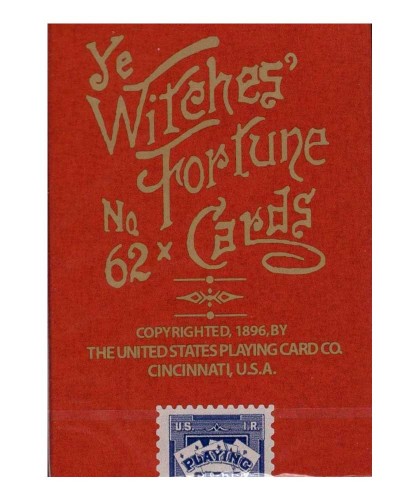 Ye
Witches'
Fortune
No. Cards
62x
COPYRIGHTED, 1896, BY
THE UNITED STATES PLAYING CARD CO.
CINCINNATI, U.S.A.
U.S. I.R.
PLAYING